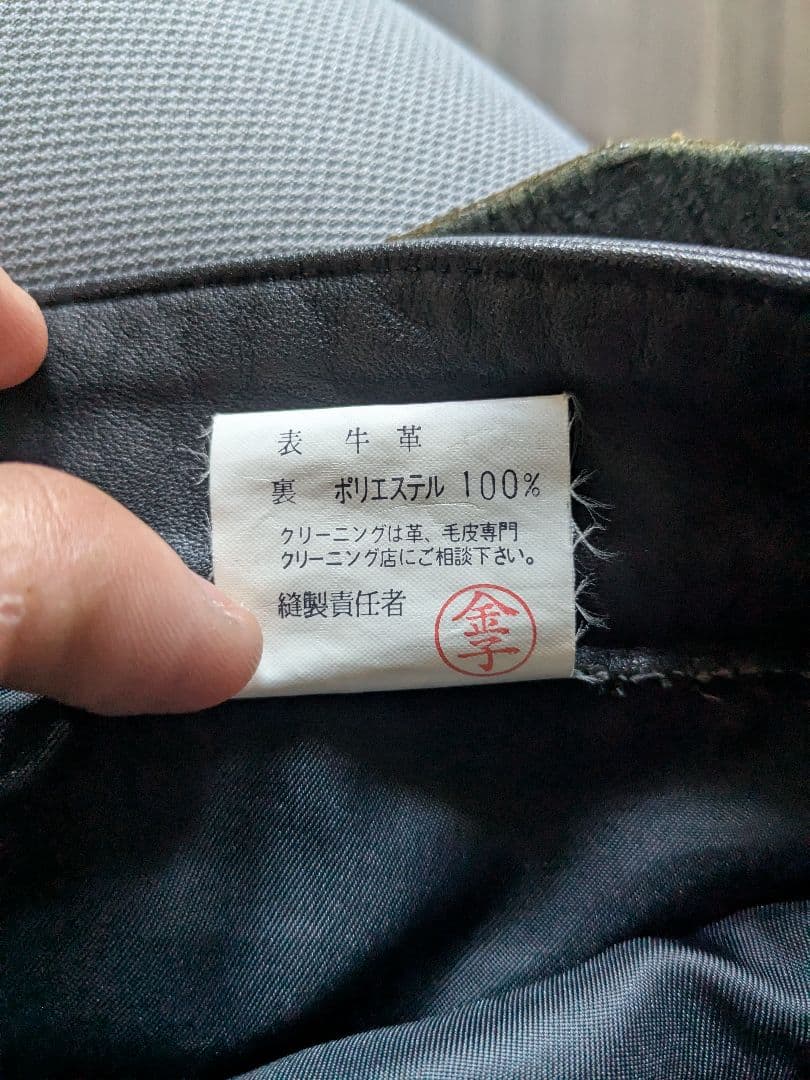 表 牛革
裏 ポリエステル 100%
クリーニングは革、毛皮専門
クリーニング店にご相談下さい。
縫製責任者
金子